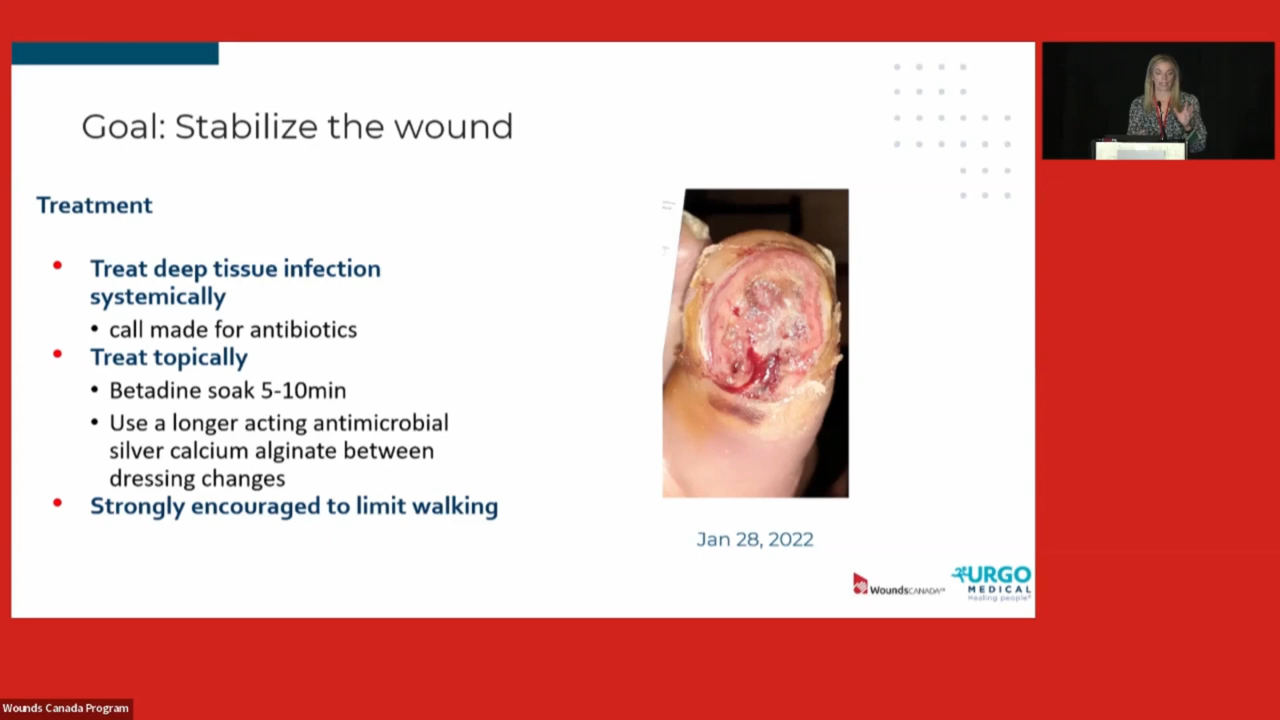 Goal: Stabilize the wound
Treatment
• Treat deep tissue infection
systemically
• call made for antibiotics
• Treat topically
• Betadine soak 5-10min
• Use a longer acting antimicrobial
silver calcium alginate between
dressing changes
• Strongly encouraged to limit walking
Jan 28, 2022
WoundsCANADA
URGO
MEDICAL
Healing people®
Wounds Canada Program